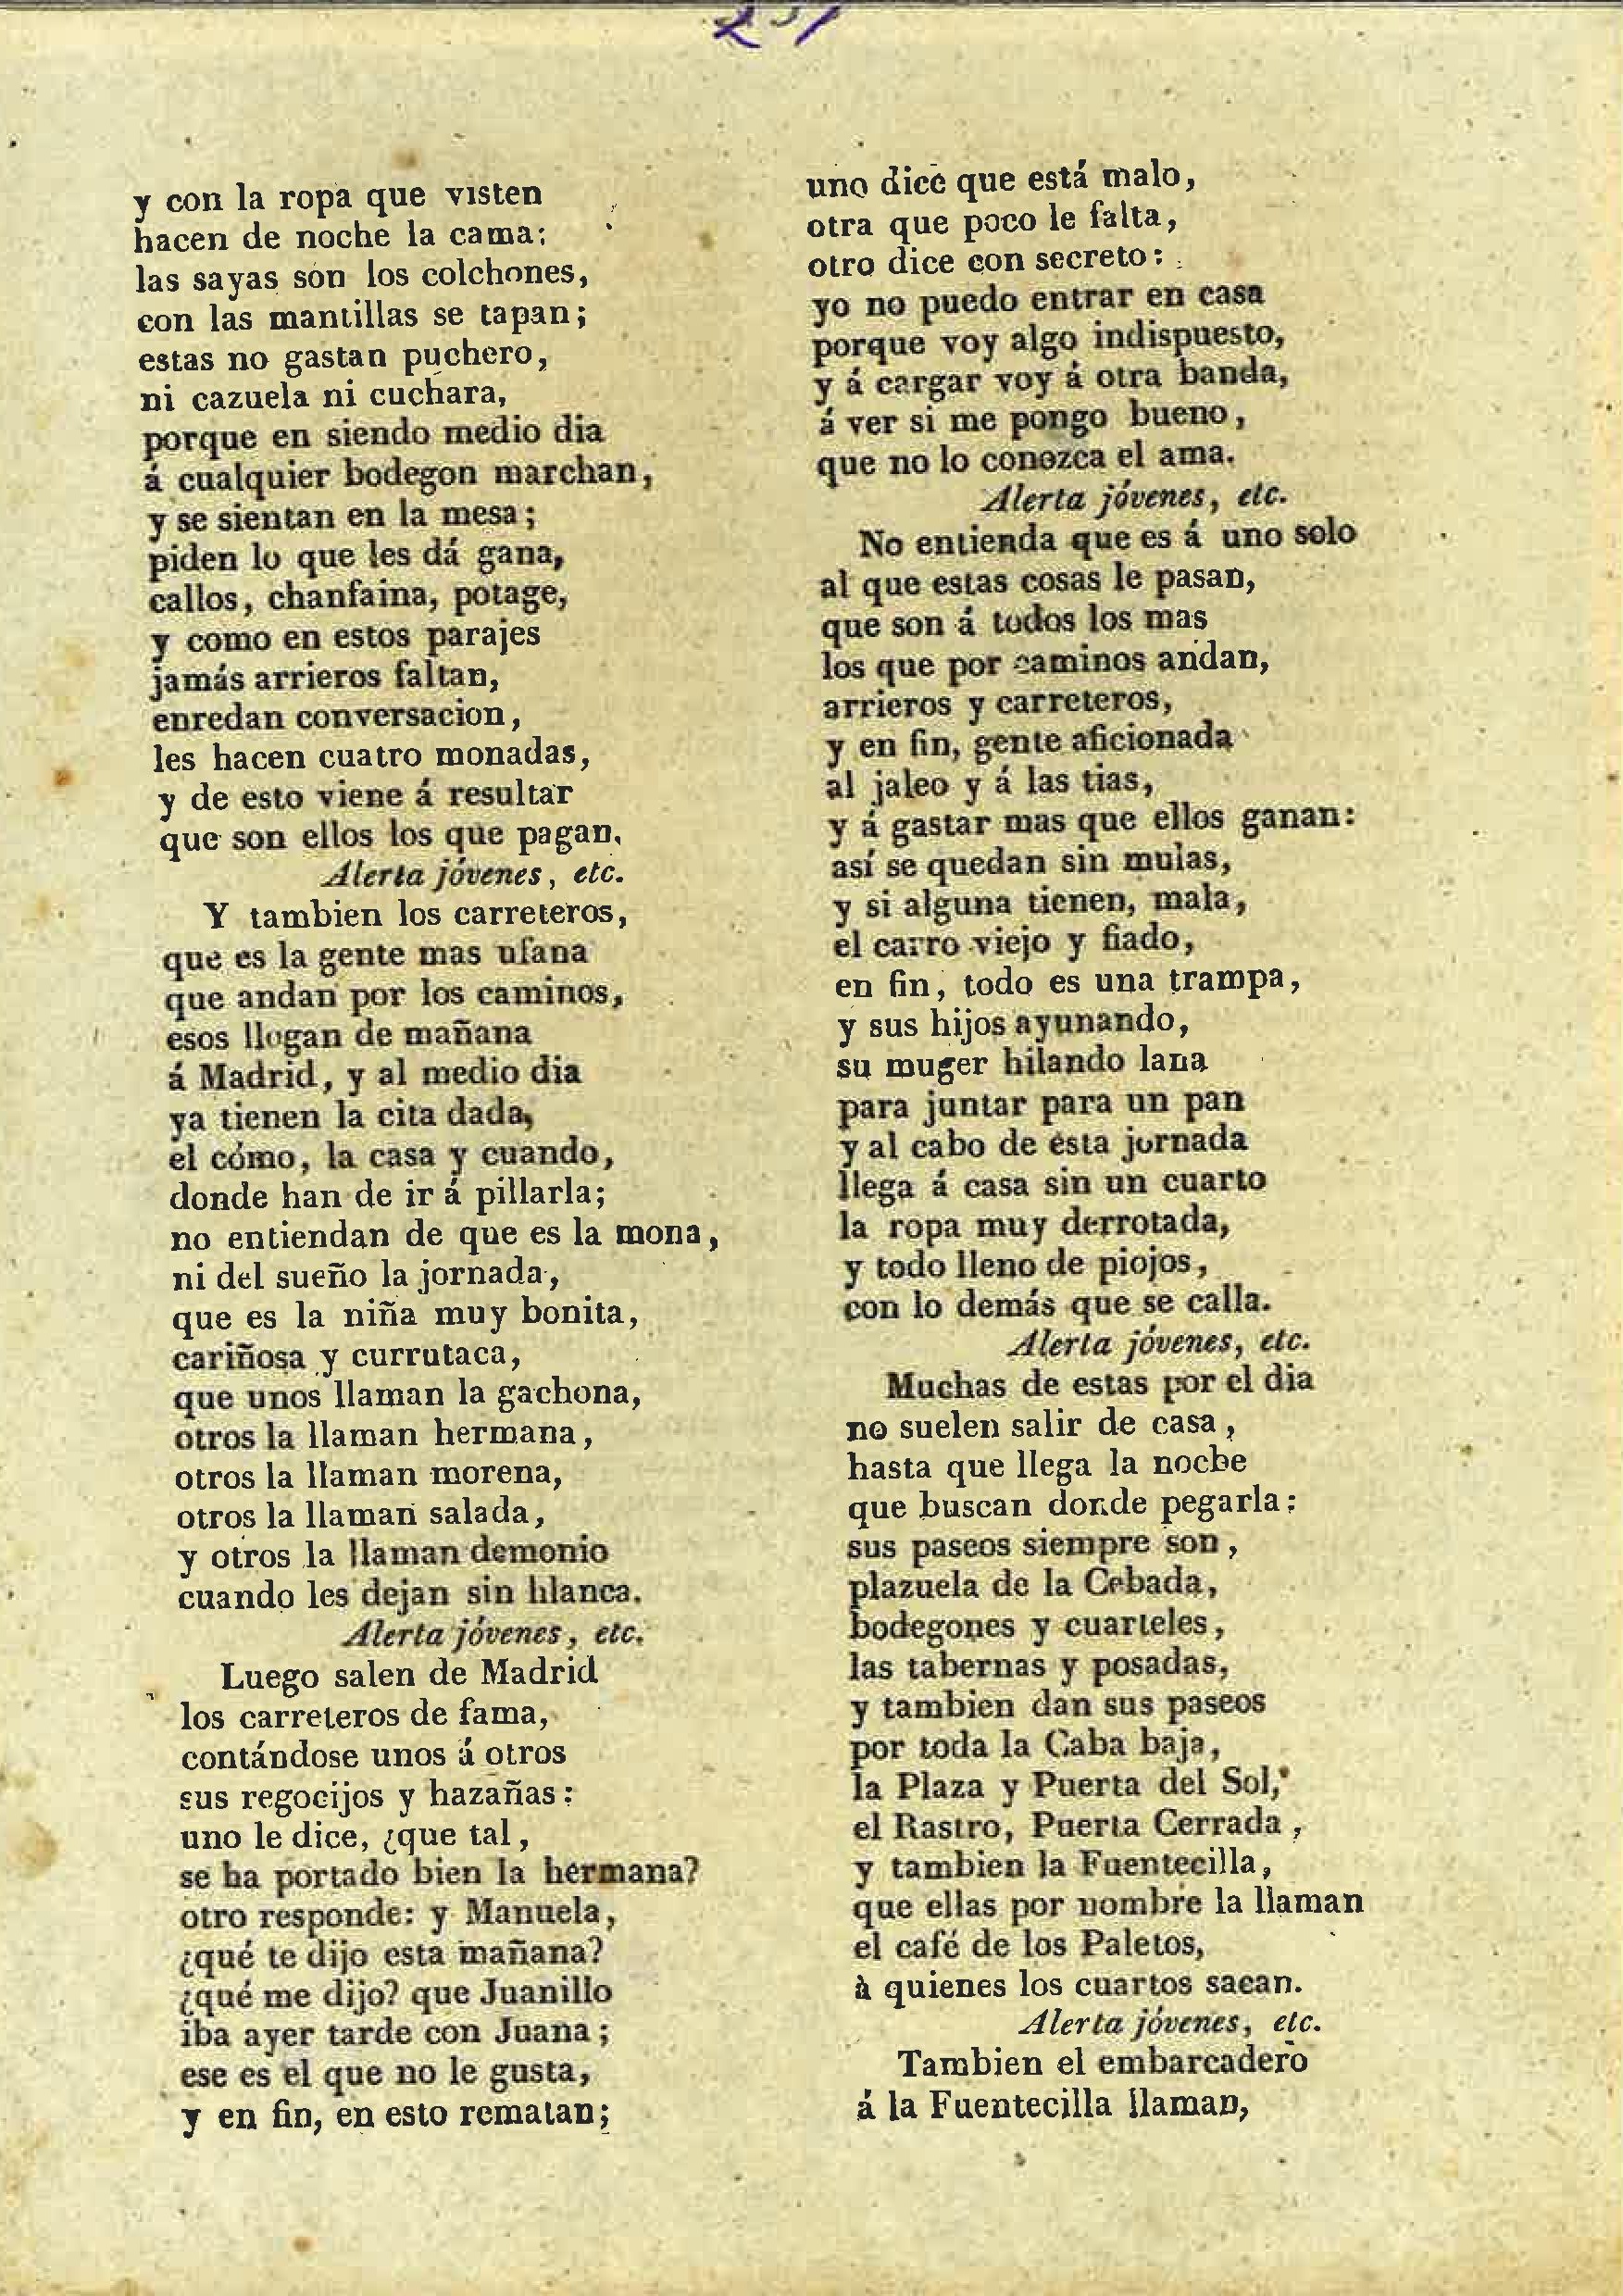 y con la ropa que visten
hacen de noche la cama;
las sayas son los colchones,
con las mantillas se tapan;
estas no gastan puchero,
ni cazuela ni cuchara,
porque en siendo medio dia
á cualquier bodegon marchan,
y se sientan en la mesa;
piden lo que les dá gana,
callos, chanfaina, potage,
y como en estos parajes
jamás arrieros faltan,
enredan conversacion,
les hacen cuatro monadas,
y de esto viene á resultar
que son ellos los que pagan.
Alerta jóvenes, etc.
Y tambien los carreteros,
que es la gente mas ufana
que andan por los caminos,
esos llegan de mañana
á Madrid, y al medio dia
ya tienen la cita dada,
el cómo, la casa y cuando,
donde han de ir á pillarla;
no entiendan de que es la mona,
ni del sueño la jornada,
que es la niña muy bonita,
cariñosa y currutaca,
que unos llaman la gachona,
otros la llaman hermana,
otros la llaman morena,
otros la llaman salada,
y otros la llaman demonio
cuando les dejan sin blanca.
Alerta jóvenes, etc.
Luego salen de Madrid
los carreteros de fama,
contándose unos á otros
sus regocijos y hazañas:
uno le dice, ¿que tal,
se ha portado bien la hermana?
otro responde: y Manuela,
¿qué te dijo esta mañana?
¿qué me dijo? que Juanillo
iba ayer tarde con Juana;
ese es el que no le gusta,
y en fin, en esto rematan;
uno dice que está malo,
otra que poco le falta,
otro dice con secreto:
yo no puedo entrar en casa
porque voy algo indispuesto,
y á cargar voy á otra banda,
á ver si me pongo bueno,
que no lo conozca el ama.
Alerta jóvenes, etc.
No entienda que es á uno solo
al que estas cosas le pasan,
que son á todos los mas
los que por caminos andan,
arrieros y carreteros,
y en fin, gente aficionada
al jaleo y á las tias,
y á gastar mas que ellos ganan:
así se quedan sin mulas,
y si alguna tienen, mala,
el carro viejo y fiado,
en fin, todo es una trampa,
y sus hijos ayunando,
su muger hilando lana
para juntar para un pan
y al cabo de esta jornada
llega á casa sin un cuarto
la ropa muy derrotada,
y todo lleno de piojos,
con lo demás que se calla.
Alerta jóvenes, etc.
Muchas de estas por el dia
no suelen salir de casa,
hasta que llega la noche
que buscan donde pegarla:
sus paseos siempre son,
plazuela de la Cebada,
bodegones y cuarteles,
las tabernas y posadas,
y tambien dan sus paseos
por toda la Caba baja,
la Plaza y Puerta del Sol,
el Rastro, Puerta Cerrada,
y tambien la Fuentecilla,
que ellas por nombre la llaman
el café de los Paletos,
à quienes los cuartos sacan.
Alerta jóvenes, etc.
Tambien el embarcadero
á la Fuentecilla llaman,